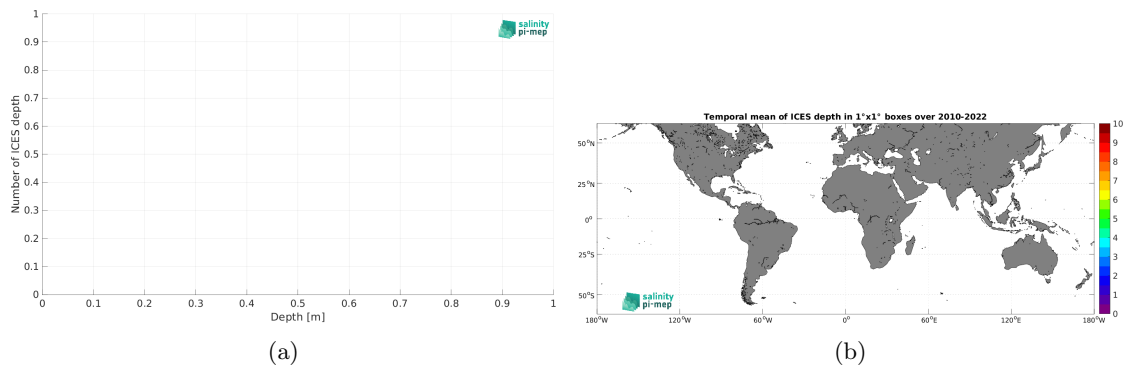 1
0.9
0.8
0.7
0.6
0.5
0.4
0.3
0.2
0.1
0
Number of ICES depth
0 0.1 0.2 0.3 0.4 0.5 0.6 0.7 0.8 0.9 1
Depth [m]
salinity
pi-mep
(a)
Temporal mean of ICES depth in 1°x1° boxes over 2010-2022
50°N
25°N
0°
25°S
50°S
180°W 120°W 60°W 0° 60°E 120°E 180°W
10
9
8
7
6
5
4
3
2
1
0
salinity
pi-mep
(b)